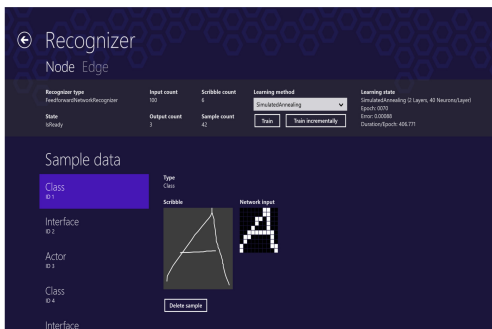 Recognizer
Node Edge
Recognizer type
FeedforwardNetworkRecognizer
Input count
100
Scribble count
6
Learning method
SimulatedAnnealing
Learning state
SimulatedAnnealing (2 Layers, 40 Neurons/Layer)
Epoch: 0070
Error: 0.00088
Duration/Epoch: 406.771
State
IsReady
Output count
3
Sample count
42
Train
Train incrementally
Sample data
Class
ID 1
Interface
ID 2
Actor
ID 3
Class
ID 4
Interface
Type
Class
Scribble
Network input
Delete sample